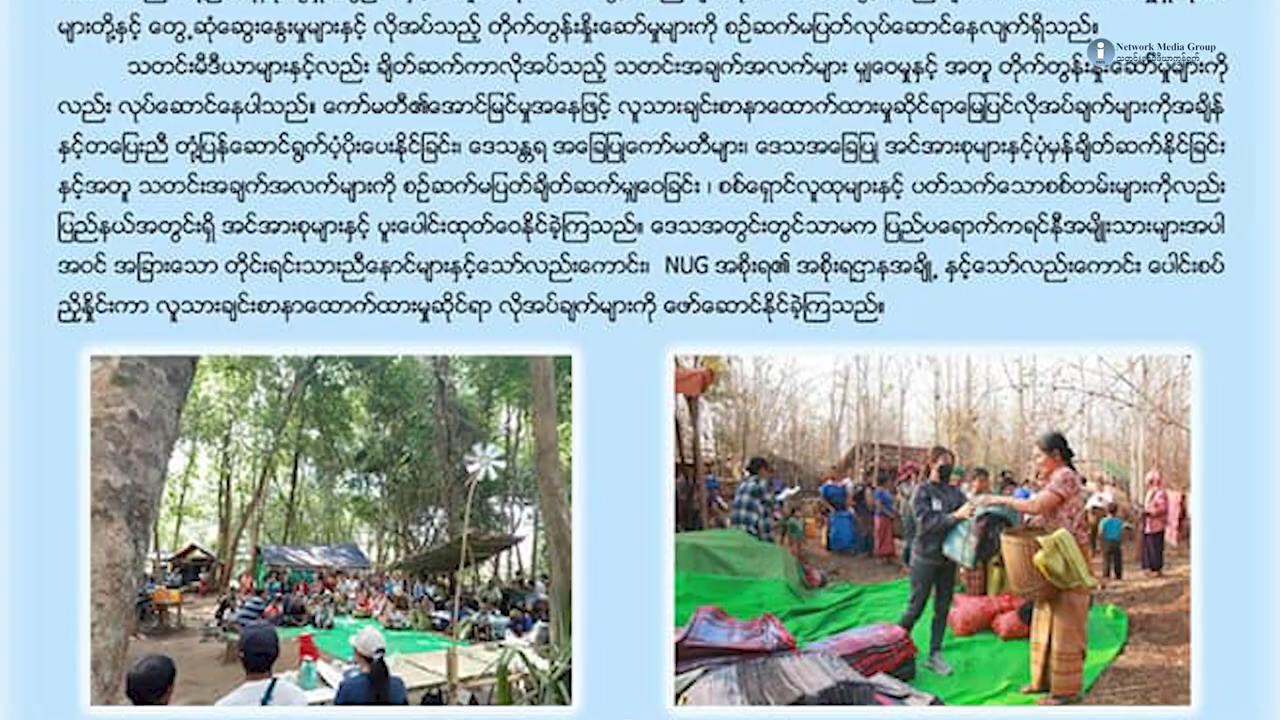 များတို့နှင့် တွေ့ဆုံဆွေးနွေးမှုများနှင့် လိုအပ်သည့် တိုက်တွန်းနှိုးဆော်မှုများကို စဉ်ဆက်မပြတ်လုပ်ဆောင်နေလျက်ရှိသည်။
Network Media Group
သတင်းမီဒီယာများနှင့်လည်း ချိတ်ဆက်ကာလိုအပ်သည့် သတင်းအချက်အလက်များ မျှဝေမှုနှင့် အတူ တိုက်တွန်းနှိုးဆော်မှုများကို
လည်း လုပ်ဆောင်နေပါသည်။ ကော်မတီ၏အောင်မြင်မှုအနေဖြင့် လူသားချင်းစာနာထောက်ထားမှုဆိုင်ရာမြေပြင်လိုအပ်ချက်များကိုအချိန်
နှင့်တပြေးညီ တုံ့ပြန်ဆောင်ရွက်ပံ့ပိုးပေးနိုင်ခြင်း၊ ဒေသန္တရ အခြေပြုကော်မတီများ၊ ဒေသအခြေပြု အင်အားစုများနှင့်ပုံမှန်ချိတ်ဆက်နိုင်ခြင်း
နှင့်အတူ သတင်းအချက်အလက်များကို စဉ်ဆက်မပြတ်ချိတ်ဆက်မျှဝေခြင်း ၊ စစ်ရှောင်လူထုများနှင့် ပတ်သက်သောစစ်တမ်းများကိုလည်း
ပြည်နယ်အတွင်းရှိ အင်အားစုများနှင့် ပူးပေါင်းထုတ်ဝေနိုင်ခဲ့ကြသည်။ ဒေသအတွင်းတွင်သာမက ပြည်ပရောက်ကရင်နီအမျိုးသားများအပါ
အဝင် အခြားသော တိုင်းရင်းသားညီနောင်များနှင့်သော်လည်းကောင်း၊ NUG အစိုးရ၏ အစိုးရဌာနအချို့ နှင့်သော်လည်းကောင်း ပေါင်းစပ်
ညှိနှိုင်းကာ လူသားချင်းစာနာထောက်ထားမှုဆိုင်ရာ လိုအပ်ချက်များကို ဖော်ဆောင်နိုင်ခဲ့ကြသည်။